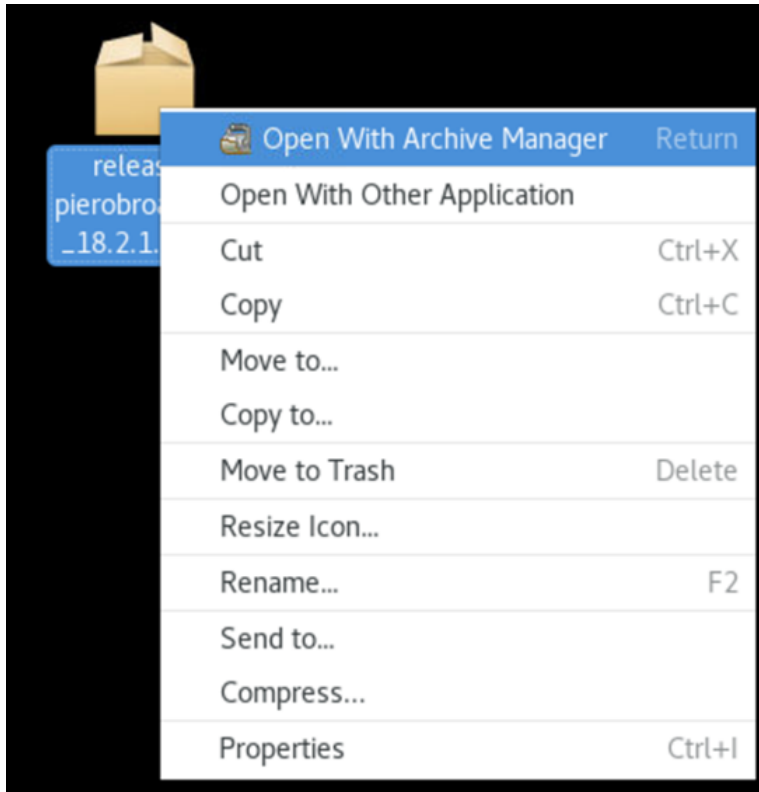 releas
pierobroa
_18.2.1.
Open With Archive Manager Return
Open With Other Application
Cut Ctrl+X
Copy Ctrl+C
Move to...
Copy to...
Move to Trash Delete
Resize Icon...
Rename... F2
Send to...
Compress...
Properties Ctrl+I